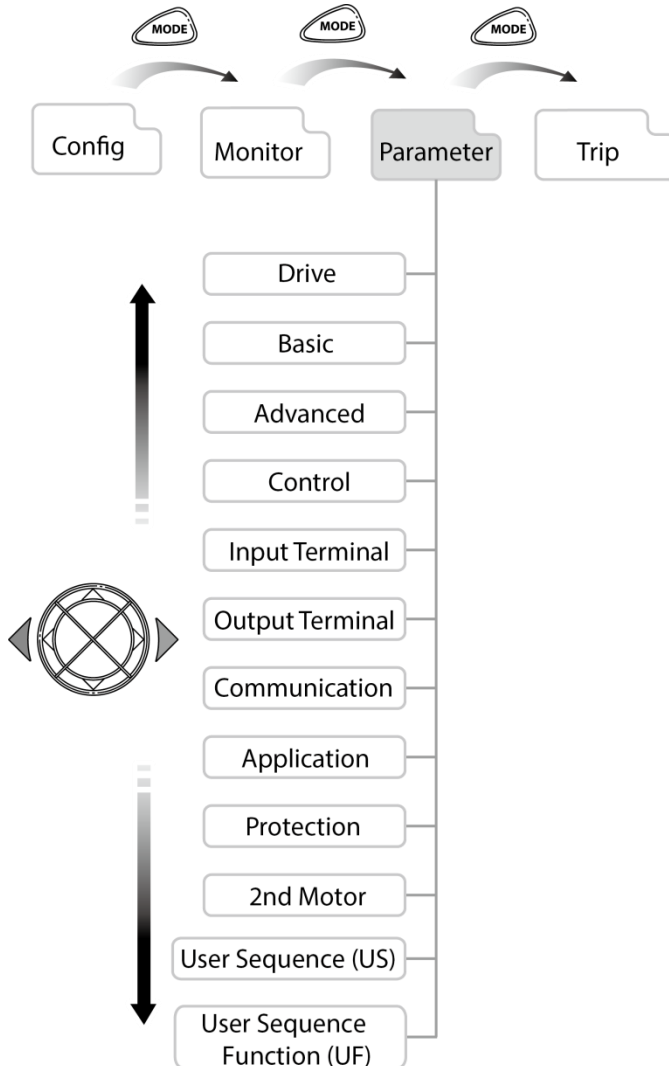 MODE
MODE
MODE
Config
Monitor
Parameter
Trip
Drive
Basic
Advanced
Control
Input Terminal
Output Terminal
Communication
Application
Protection
2nd Motor
User Sequence (US)
User Sequence
Function (UF)